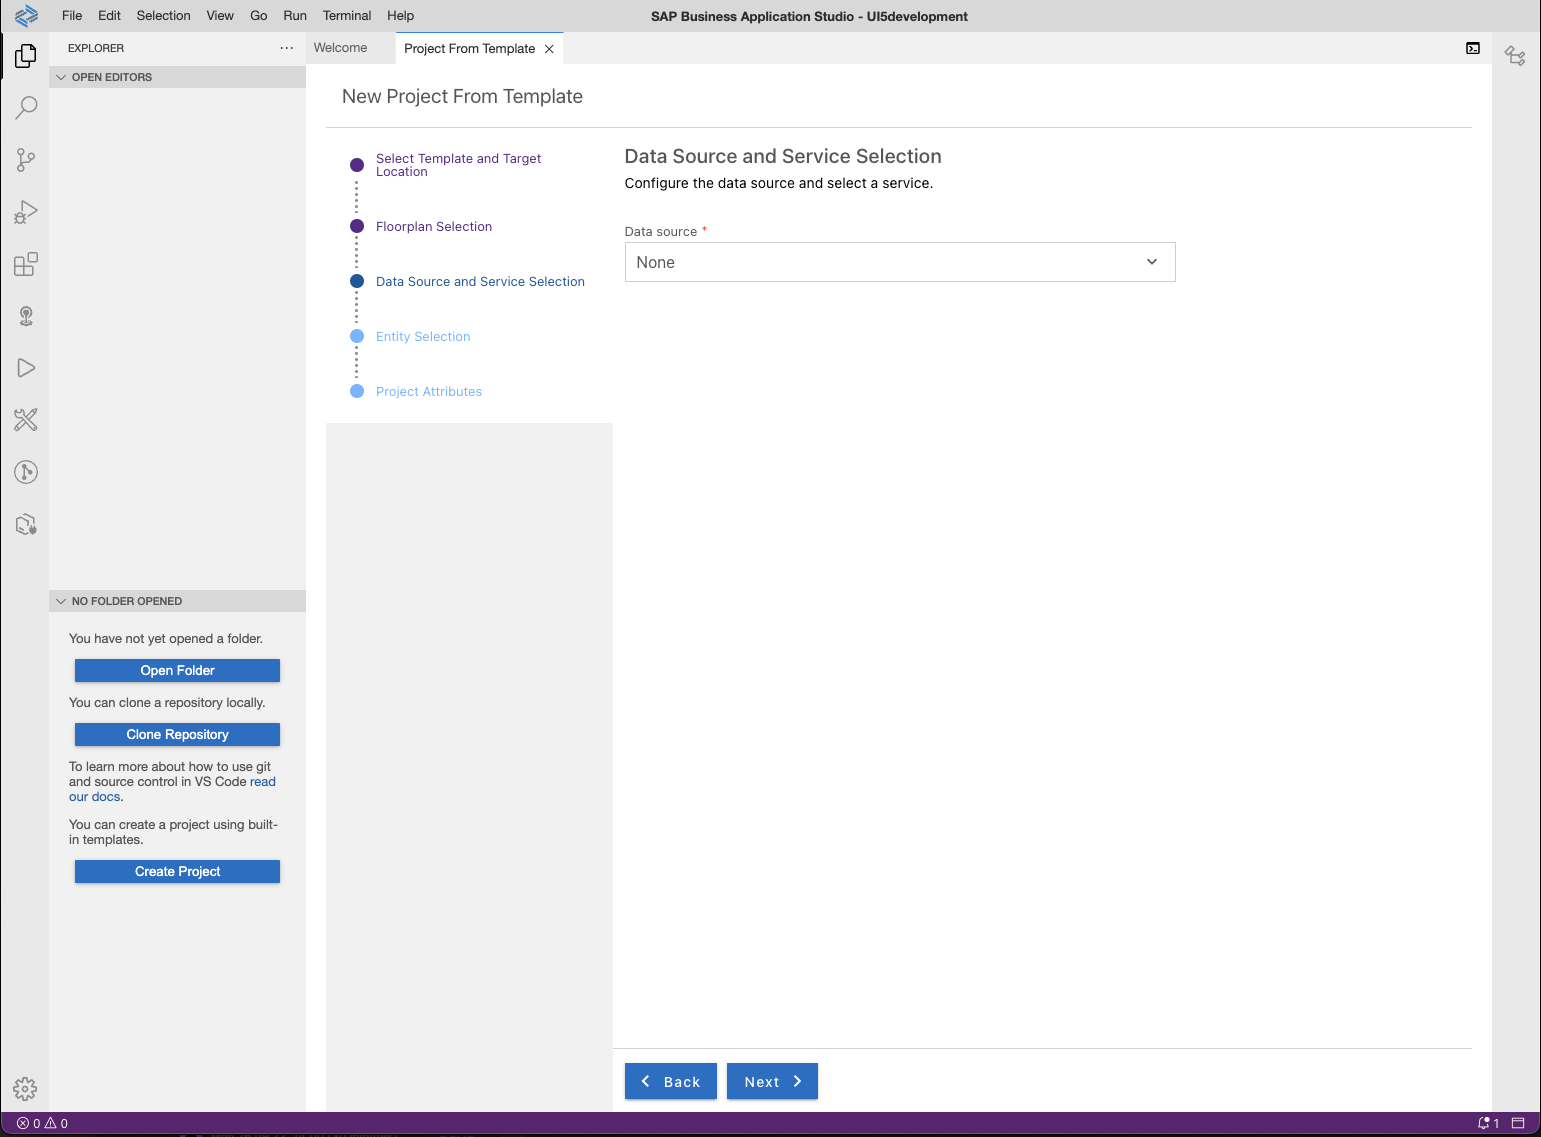 File Edit Selection View Go Run Terminal Help
SAP Business Application Studio - UI5development
EXPLORER
OPEN EDITORS
NO FOLDER OPENED
You have not yet opened a folder.
Open Folder
You can clone a repository locally.
Clone Repository
To learn more about how to use git
and source control in VS Code read
our docs.
You can create a project using built-
in templates.
Create Project
Welcome
Project From Template
New Project From Template
Select Template and Target
Location
Floorplan Selection
Data Source and Service Selection
Entity Selection
Project Attributes
Data Source and Service Selection
Configure the data source and select a service.
Data source *
None
Back
Next
0 0
1